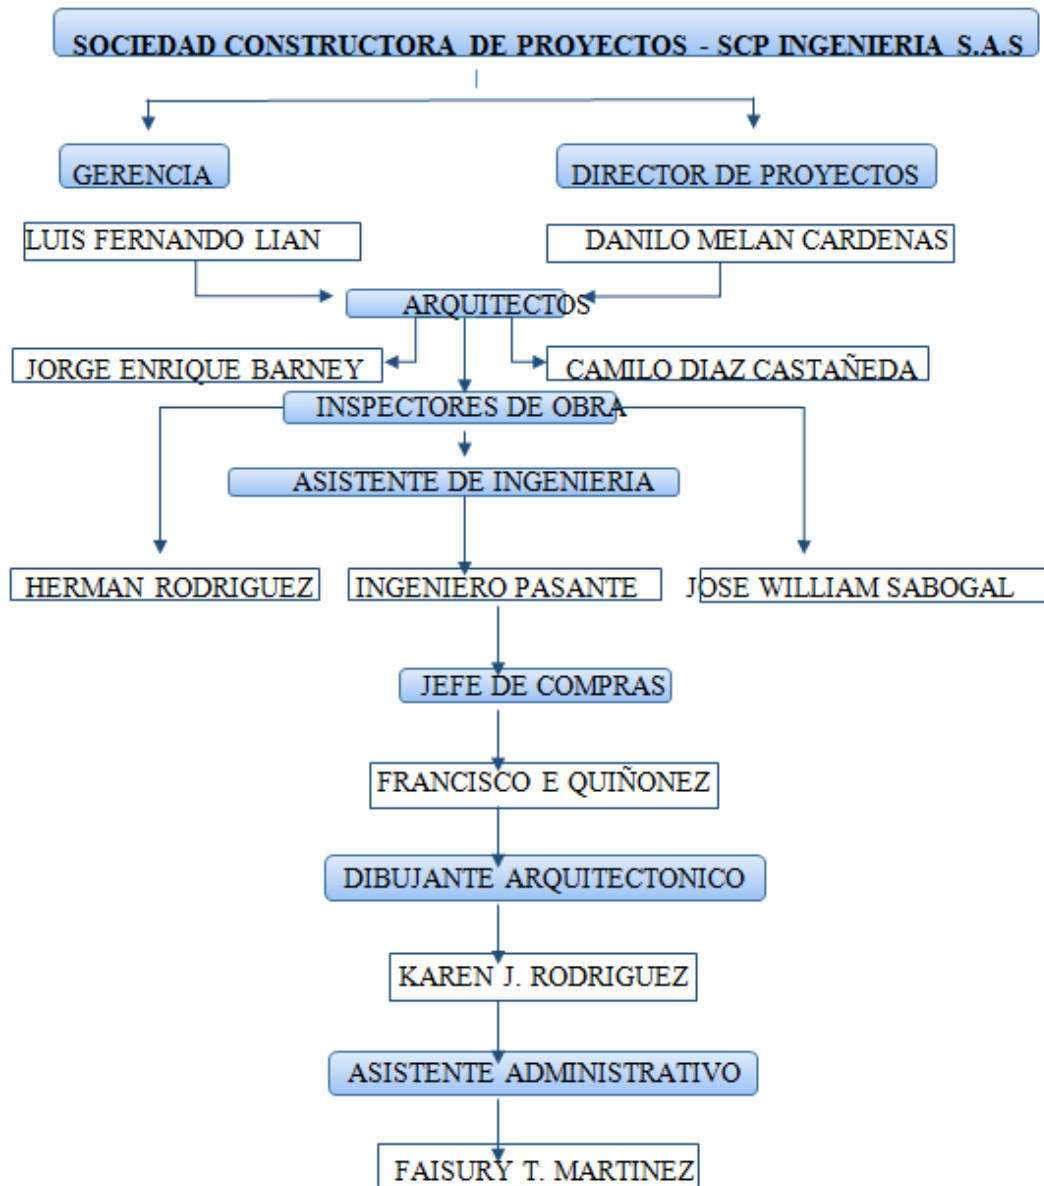 SOCIEDAD CONSTRUCTORA DE PROYECTOS - SCP INGENIERIA S.A.S
GERENCIA
DIRECTOR DE PROYECTOS
LUIS FERNANDO LIAN
DANILO MELAN CARDENAS
ARQUITECTOS
JORGE ENRIQUE BARNEY
CAMILO DIAZ CASTAÑEDA
INSPECTORES DE OBRA
ASISTENTE DE INGENIERIA
HERMAN RODRIGUEZ
INGENIERO PASANTE
JOSE WILLIAM SABOGAL
JEFE DE COMPRAS
FRANCISCO E QUIÑONEZ
DIBUJANTE ARQUITECTONICO
KAREN J. RODRIGUEZ
ASISTENTE ADMINISTRATIVO
FAISURY T. MARTINEZ